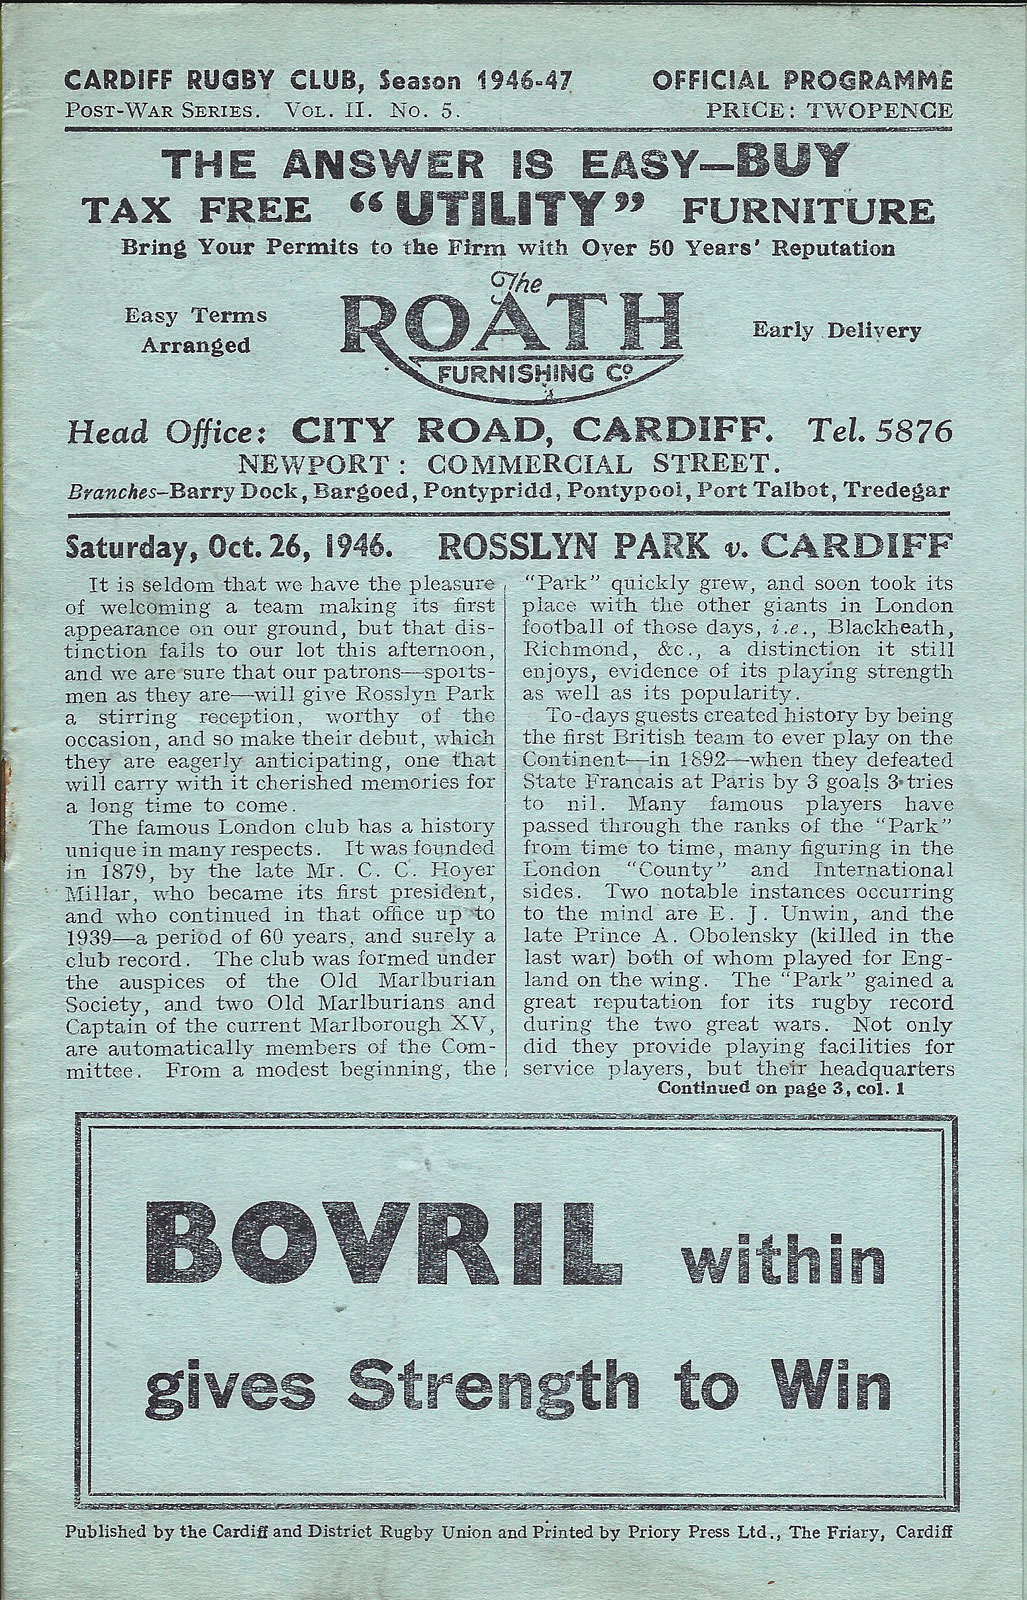 CARDIFF RUGBY CLUB, Season 1946-47 OFFICIAL PROGRAMME
POST-WAR SERIES. VOL. II. NO. 5. PRICE: TWOPENCE
THE ANSWER IS EASY—BUY
TAX FREE "UTILITY" FURNITURE
Bring Your Permits to the Firm with Over 50 Years' Reputation
Easy Terms
Arranged
The
ROATH
FURNISHING Co.
Early Delivery
Head Office: CITY ROAD, CARDIFF. Tel. 5876
NEWPORT: COMMERCIAL STREET.
Branches—Barry Dock, Bargoed, Pontypridd, Pontypool, Port Talbot, Tredegar
Saturday, Oct. 26, 1946. ROSSLYN PARK v. CARDIFF
It is seldom that we have the pleasure
of welcoming a team making its first
appearance on our ground, but that dis-
tinction falls to our lot this afternoon,
and we are sure that our patrons—sports-
men as they are—will give Rosslyn Park
a stirring reception, worthy of the
occasion, and so make their debut, which
they are eagerly anticipating, one that
will carry with it cherished memories for
a long time to come.
The famous London club has a history
unique in many respects. It was founded
in 1879, by the late Mr. C. C. Hoyer
Millar, who became its first president,
and who continued in that office up to
1939—a period of 60 years, and surely a
club record. The club was formed under
the auspices of the Old Marlburian
Society, and two Old Marlburians and
Captain of the current Marlborough XV,
are automatically members of the Com-
mittee. From a modest beginning, the
"Park" quickly grew, and soon took its
place with the other giants in London
football of those days, i.e., Blackheath,
Richmond, &c., a distinction it still
enjoys, evidence of its playing strength
as well as its popularity.
To-days guests created history by being
the first British team to ever play on the
Continent—in 1892—when they defeated
State Francais at Paris by 3 goals 3 tries
to nil. Many famous players have
passed through the ranks of the "Park"
from time to time, many figuring in the
London "County" and International
sides. Two notable instances occurring
to the mind are E. J. Unwin, and the
late Prince A. Obolensky (killed in the
last war) both of whom played for Eng-
land on the wing. The "Park" gained a
great reputation for its rugby record
during the two great wars. Not only
did they provide playing facilities for
service players, but their headquarters
Continued on page 3, col. 1
BOVRIL within
gives Strength to Win
Published by the Cardiff and District Rugby Union and Printed by Priory Press Ltd., The Friary, Cardiff